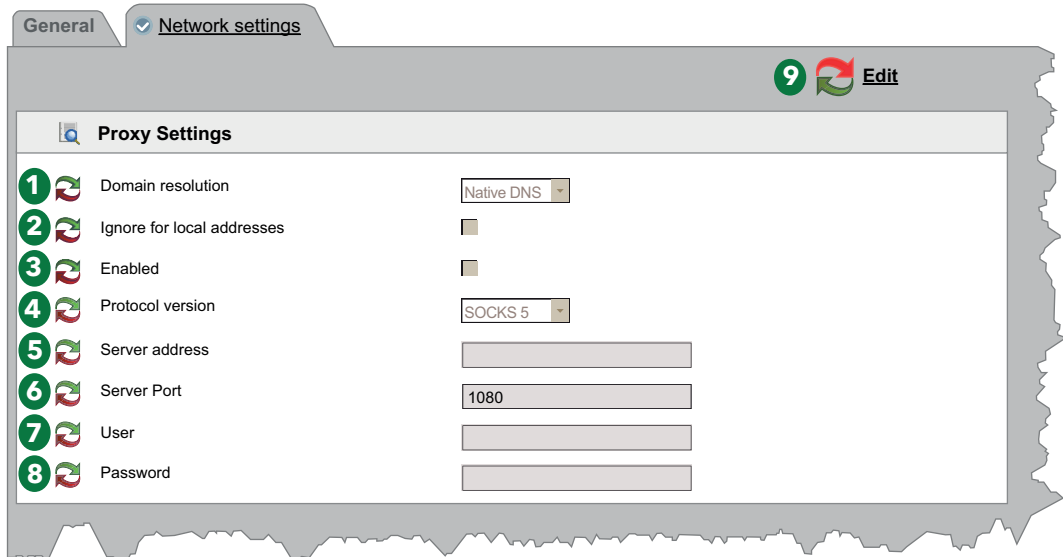 General
Network settings
9 Edit
Proxy Settings
1 Domain resolution Native DNS
2 Ignore for local addresses
3 Enabled
4 Protocol version SOCKS 5
5 Server address
6 Server Port 1080
7 User
8 Password